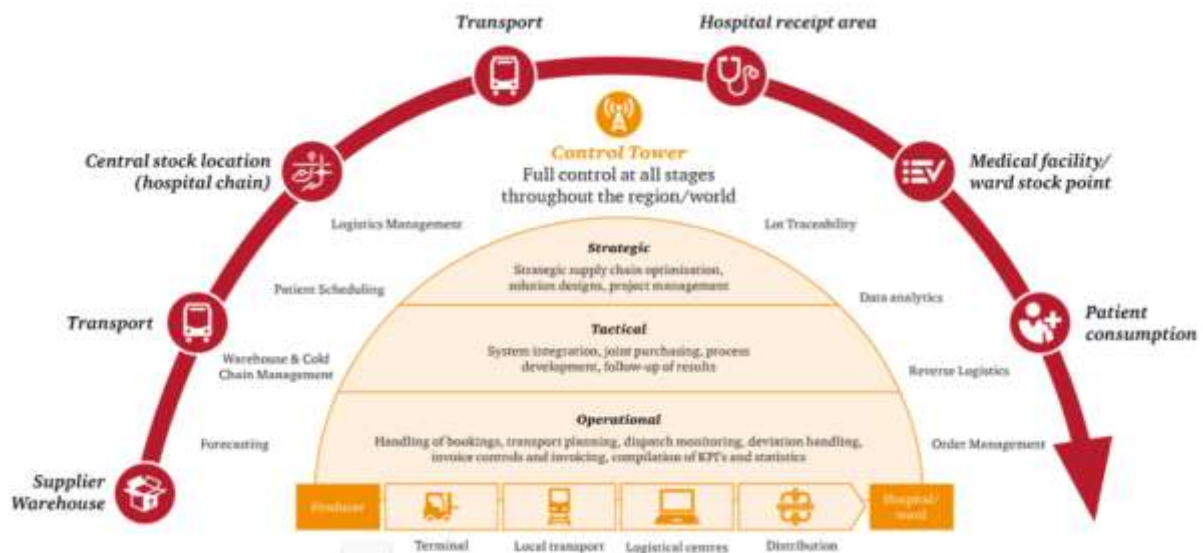 Transport
Hospital receipt area
Central stock location
(hospital chain)
Control Tower
Full control at all stages
throughout the region/world
Medical facility/
ward stock point
Logistics Management
Lot Traceability
Strategic
Strategic supply chain optimization,
solution designs, project management
Patient Scheduling
Data analytics
Transport
Patient
consumption
Tactical
System integration, joint purchasing, process
development, follow-up of results
Warehouse & Cold
Chain Management
Reverse Logistics
Operational
Handling of bookings, transport planning, dispatch monitoring, deviation handling,
invoice controls and invoicing, compilation of KPI's and statistics
Forecasting
Order Management
Supplier
Warehouse
Producer
Hospital/
ward
Terminal
Local transport
Logistical centres
Distribution